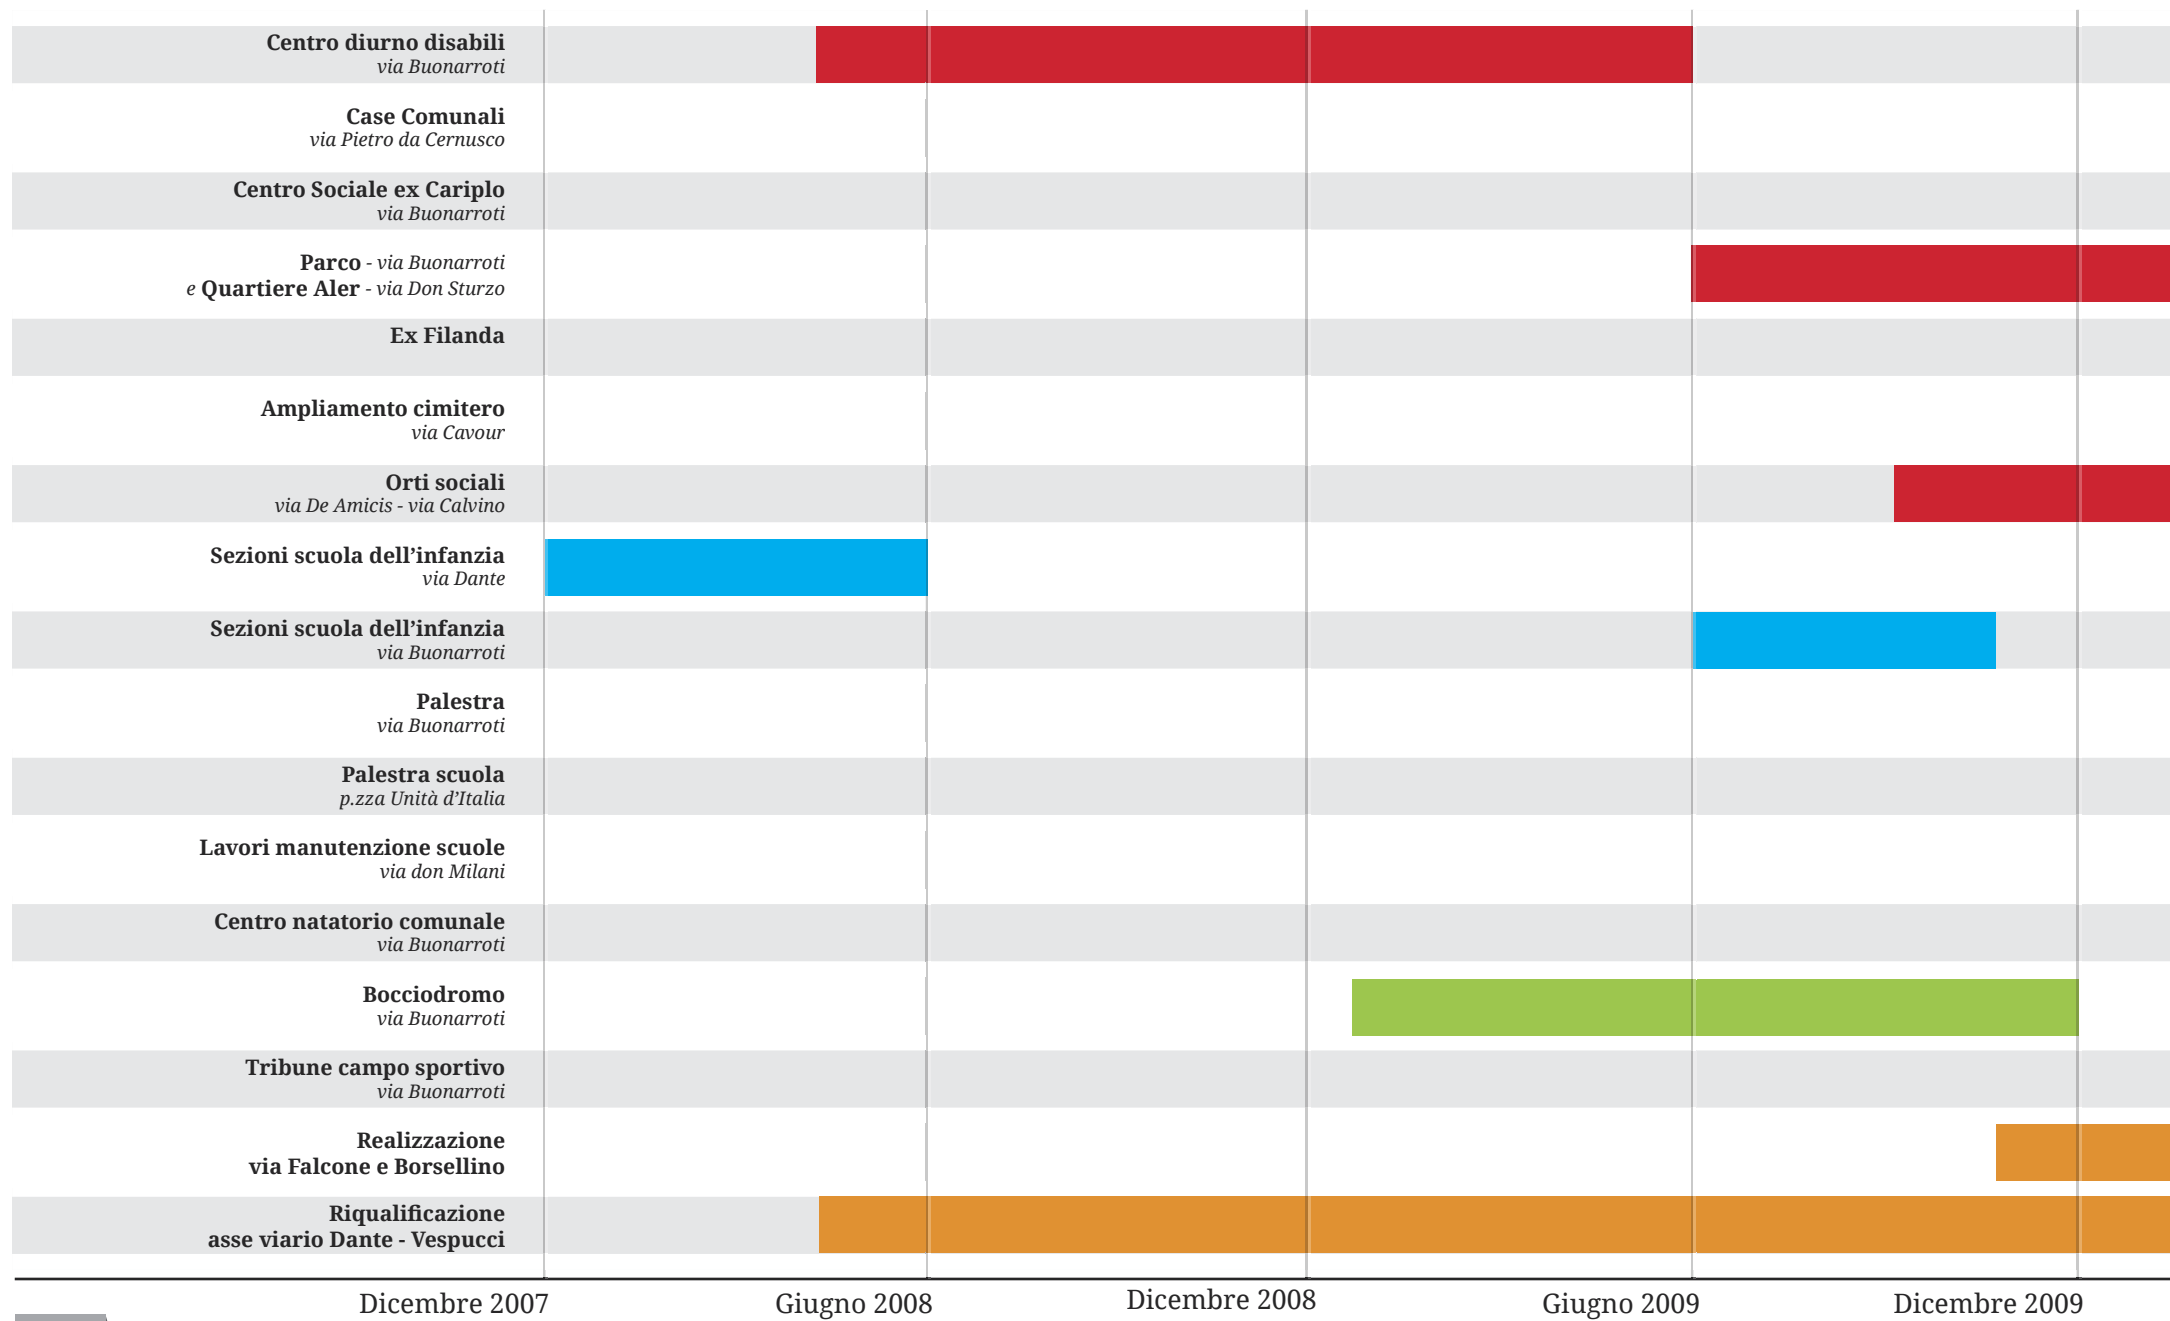 Centro diurno disabili
via Buonarroti
Case Comunali
via Pietro da Cernusco
Centro Sociale ex Cariplo
via Buonarroti
Parco - via Buonarroti
e Quartiere Aler - via Don Sturzo
Ex Filanda
Ampliamento cimitero
via Cavour
Orti sociali
via De Amicis - via Calvino
Sezioni scuola dell’infanzia
via Dante
Sezioni scuola dell’infanzia
via Buonarroti
Palestra
via Buonarroti
Palestra scuola
p.zza Unità d’Italia
Lavori manutenzione scuole
via don Milani
Centro natatorio comunale
via Buonarroti
Bocciodromo
via Buonarroti
Tribune campo sportivo
via Buonarroti
Realizzazione
via Falcone e Borsellino
Riqualificazione
asse viario Dante - Vespucci
Dicembre 2007 Giugno 2008 Dicembre 2008 Giugno 2009 Dicembre 2009